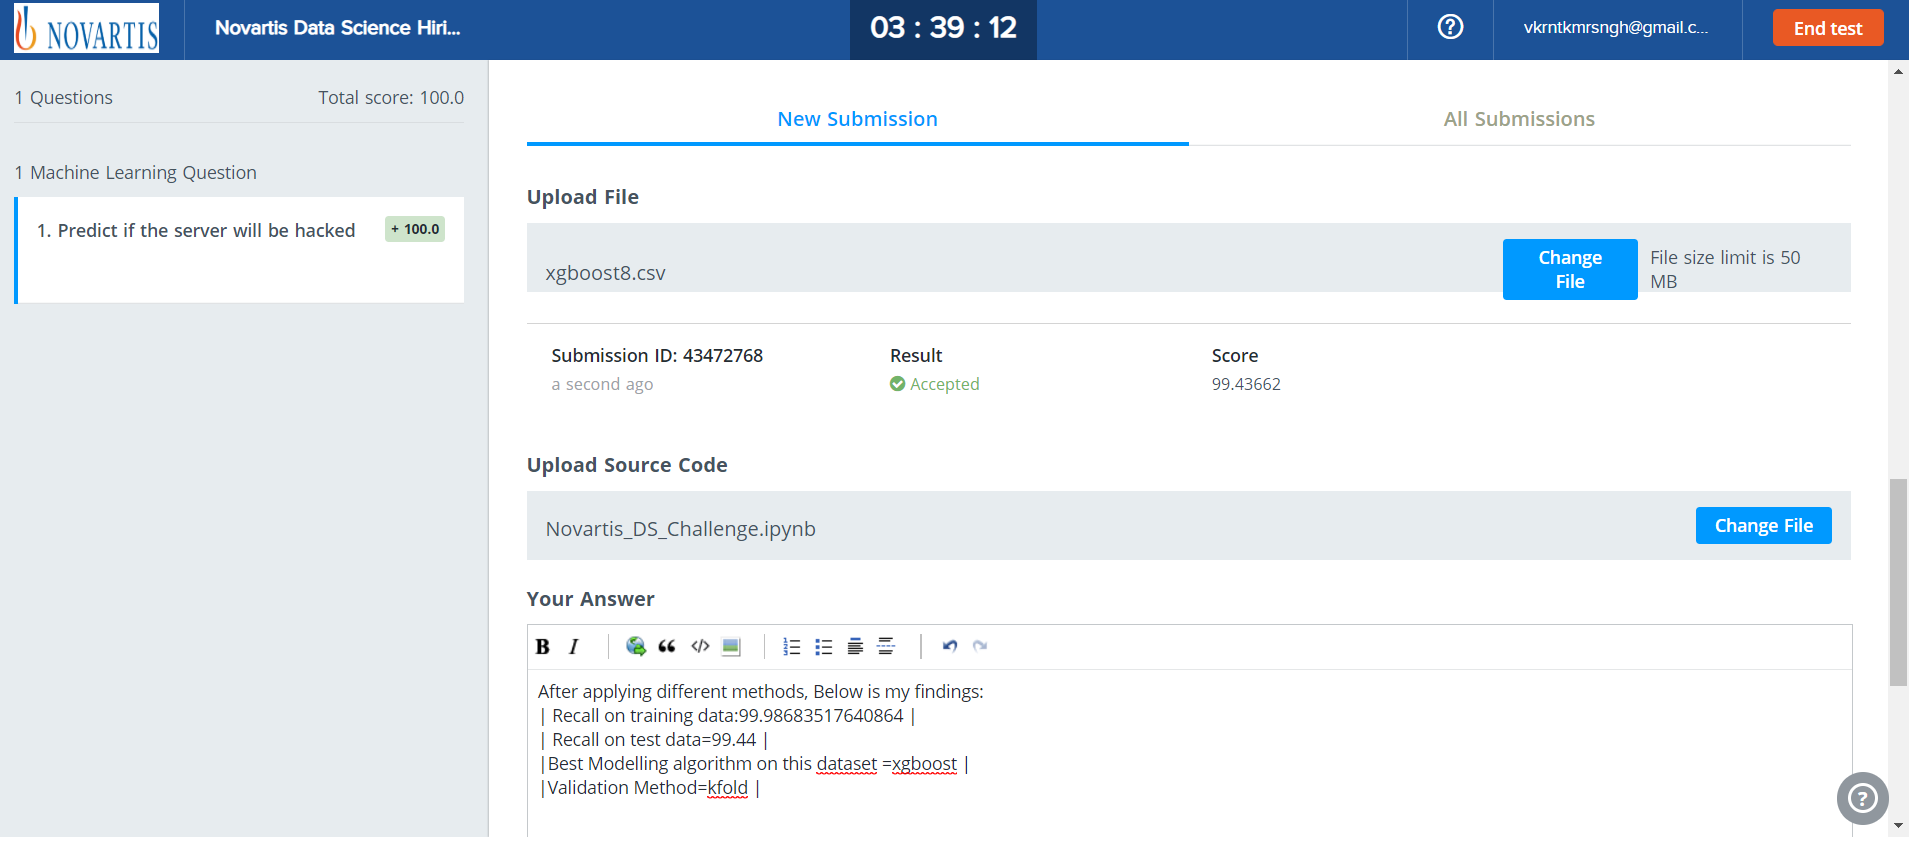 NOVARTIS
Novartis Data Science Hiri...
03 : 39 : 12
vkrntkmrsngh@gmail.c...
End test
1 Questions
Total score: 100.0
1 Machine Learning Question
1. Predict if the server will be hacked
+ 100.0
New Submission
All Submissions
Upload File
xgboost8.csv
Change
File
File size limit is 50
MB
Submission ID: 43472768
Result
Score
a second ago
Accepted
99.43662
Upload Source Code
Novartis_DS_Challenge.ipynb
Change File
Your Answer
B I
After applying different methods, Below is my findings:
| Recall on training data:99.98683517640864 |
| Recall on test data=99.44 |
|Best Modelling algorithm on this dataset =xgboost |
|Validation Method=kfold |